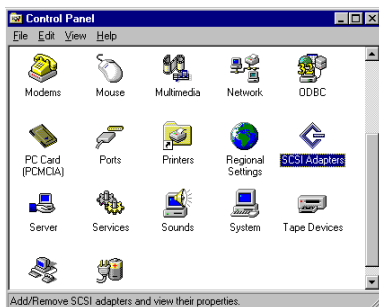 Control Panel
File Edit View Help
Modems Mouse Multimedia Network ODBC
PC Card (PCMCIA) Ports Printers Regional Settings SCSI Adapters
Server Services Sounds System Tape Devices
Add/Remove SCSI adapters and view their properties.